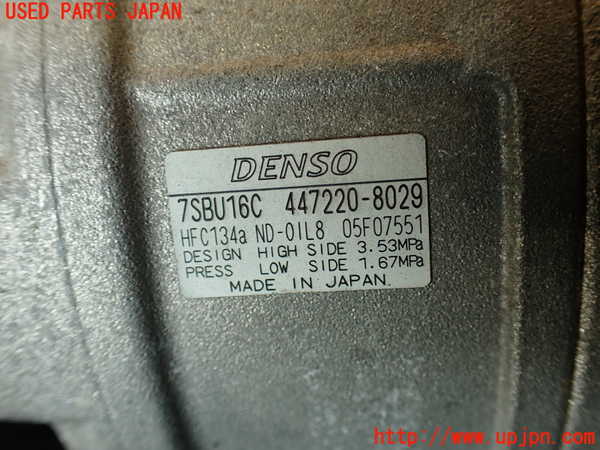 USED PARTS JAPAN
DENSO
7SBU16C 447220-8029
HFC134a ND-OIL8 05F07551
DESIGN HIGH SIDE 3.53MPa
PRESS LOW SIDE 1.67MPa
MADE IN JAPAN.
http://www.upjpn.com/